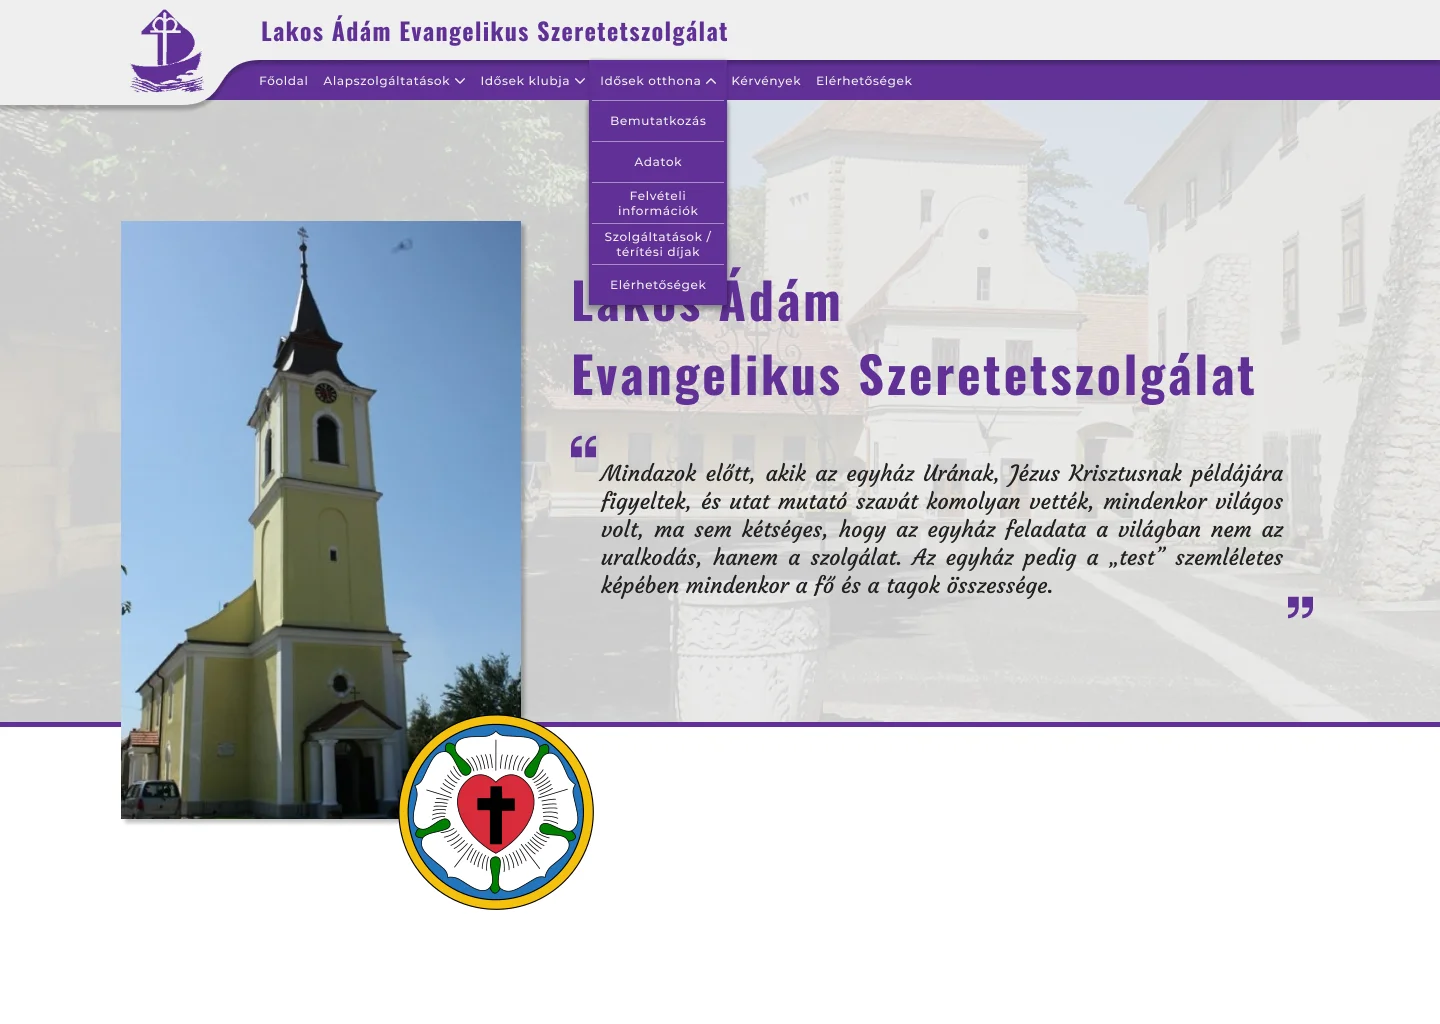 Lakos Ádám Evangelikus Szeretetszolgálat
Főoldal Alapszolgáltatások Idősek klubja Idősek otthona Kérvények Elérhetőségek
Bemutatkozás
Adatok
Felvételi
információk
Szolgáltatások /
térítési díjak
Elérhetőségek
Lakos Ádám
Evangelikus Szeretetszolgálat
“
Mindazok előtt, akik az egyház Urának, Jézus Krisztusnak példájára
figyeltek, és utat mutató szavát komolyan vették, mindenkor világos
volt, ma sem kétséges, hogy az egyház feladata a világban nem az
uralkodás, hanem a szolgálat. Az egyház pedig a „test” szemléletes
képében mindenkor a fő és a tagok összessége.
”